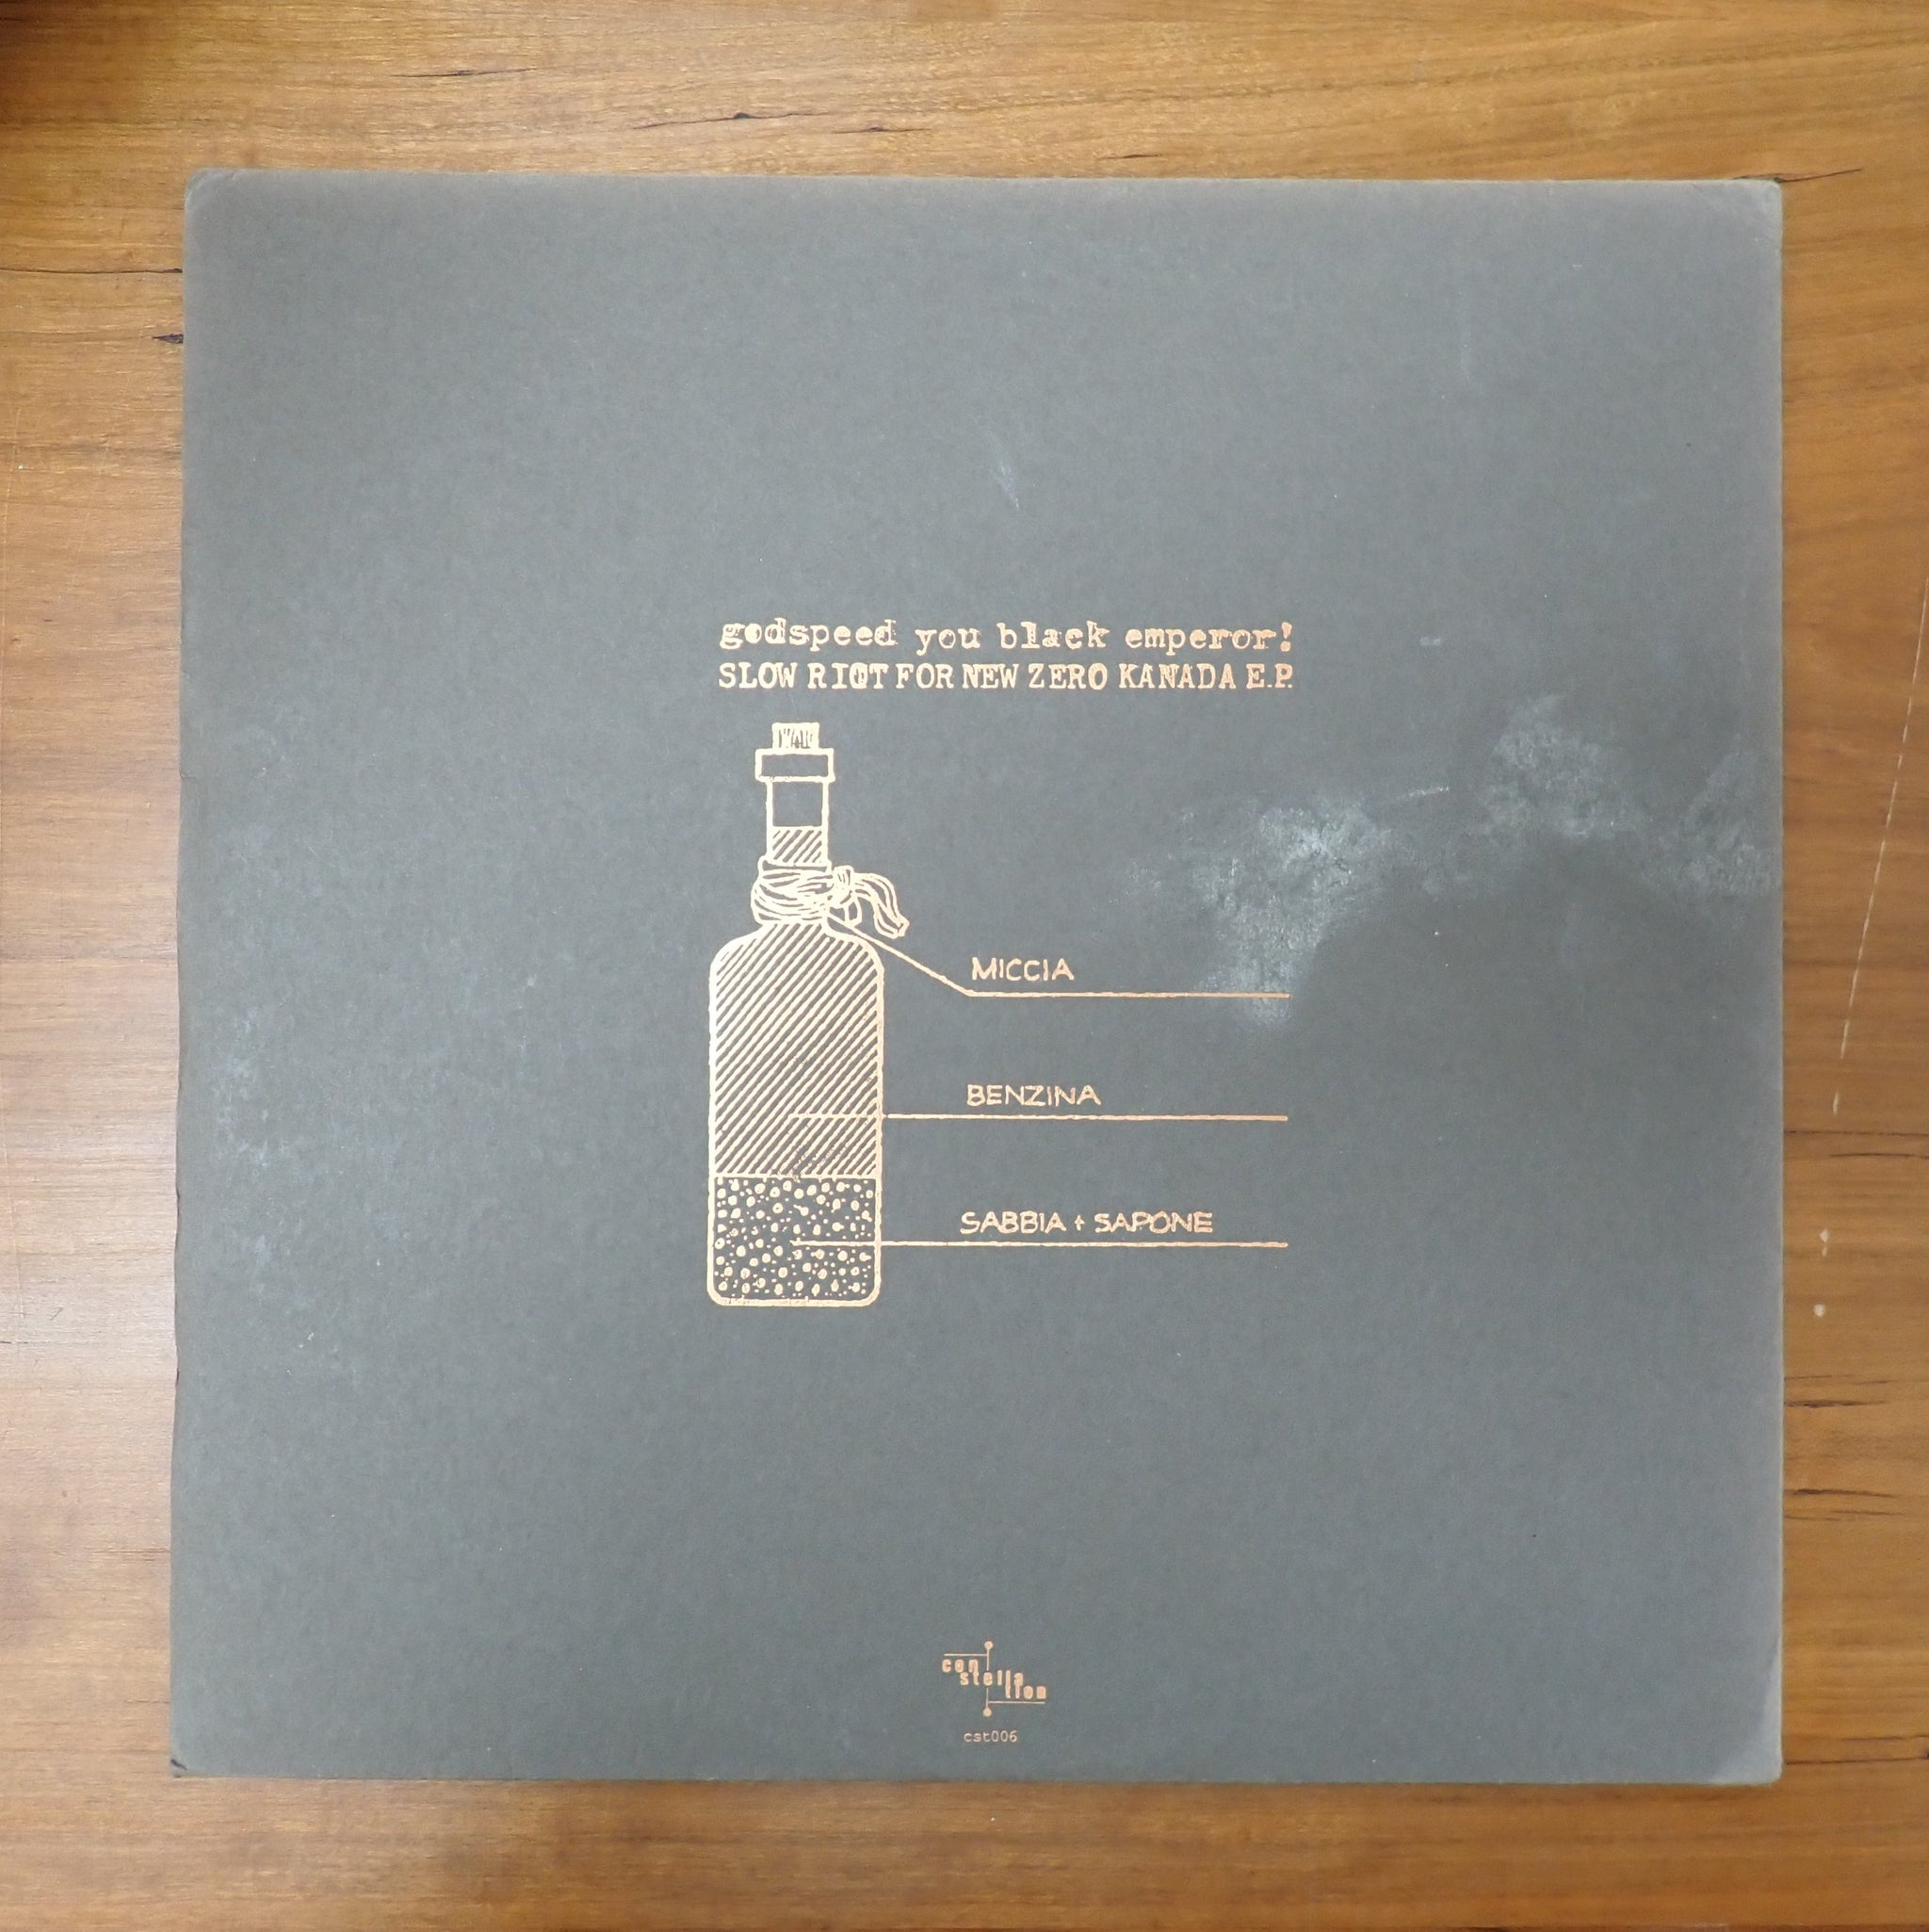 godspeed you black emperor!
SLOW RIOT FOR NEW ZERO KANADA E.P.
MICCIA
BENZINA
SABBIA + SAPONE
con
stella
tion
cst006